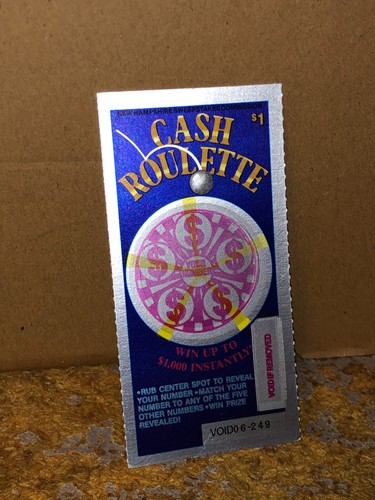 NEW HAMPSHIRE SWEEPSTAKES COMMISSION
$1
CASH
ROULETTE
$
$
$
$
$
YOUR
NUMBER
WIN UP TO
$1,000 INSTANTLY!
VOID IF REMOVED
•RUB CENTER SPOT TO REVEAL
YOUR NUMBER •MATCH YOUR
NUMBER TO ANY OF THE FIVE
OTHER NUMBERS •WIN PRIZE
REVEALED!
VOID06-249